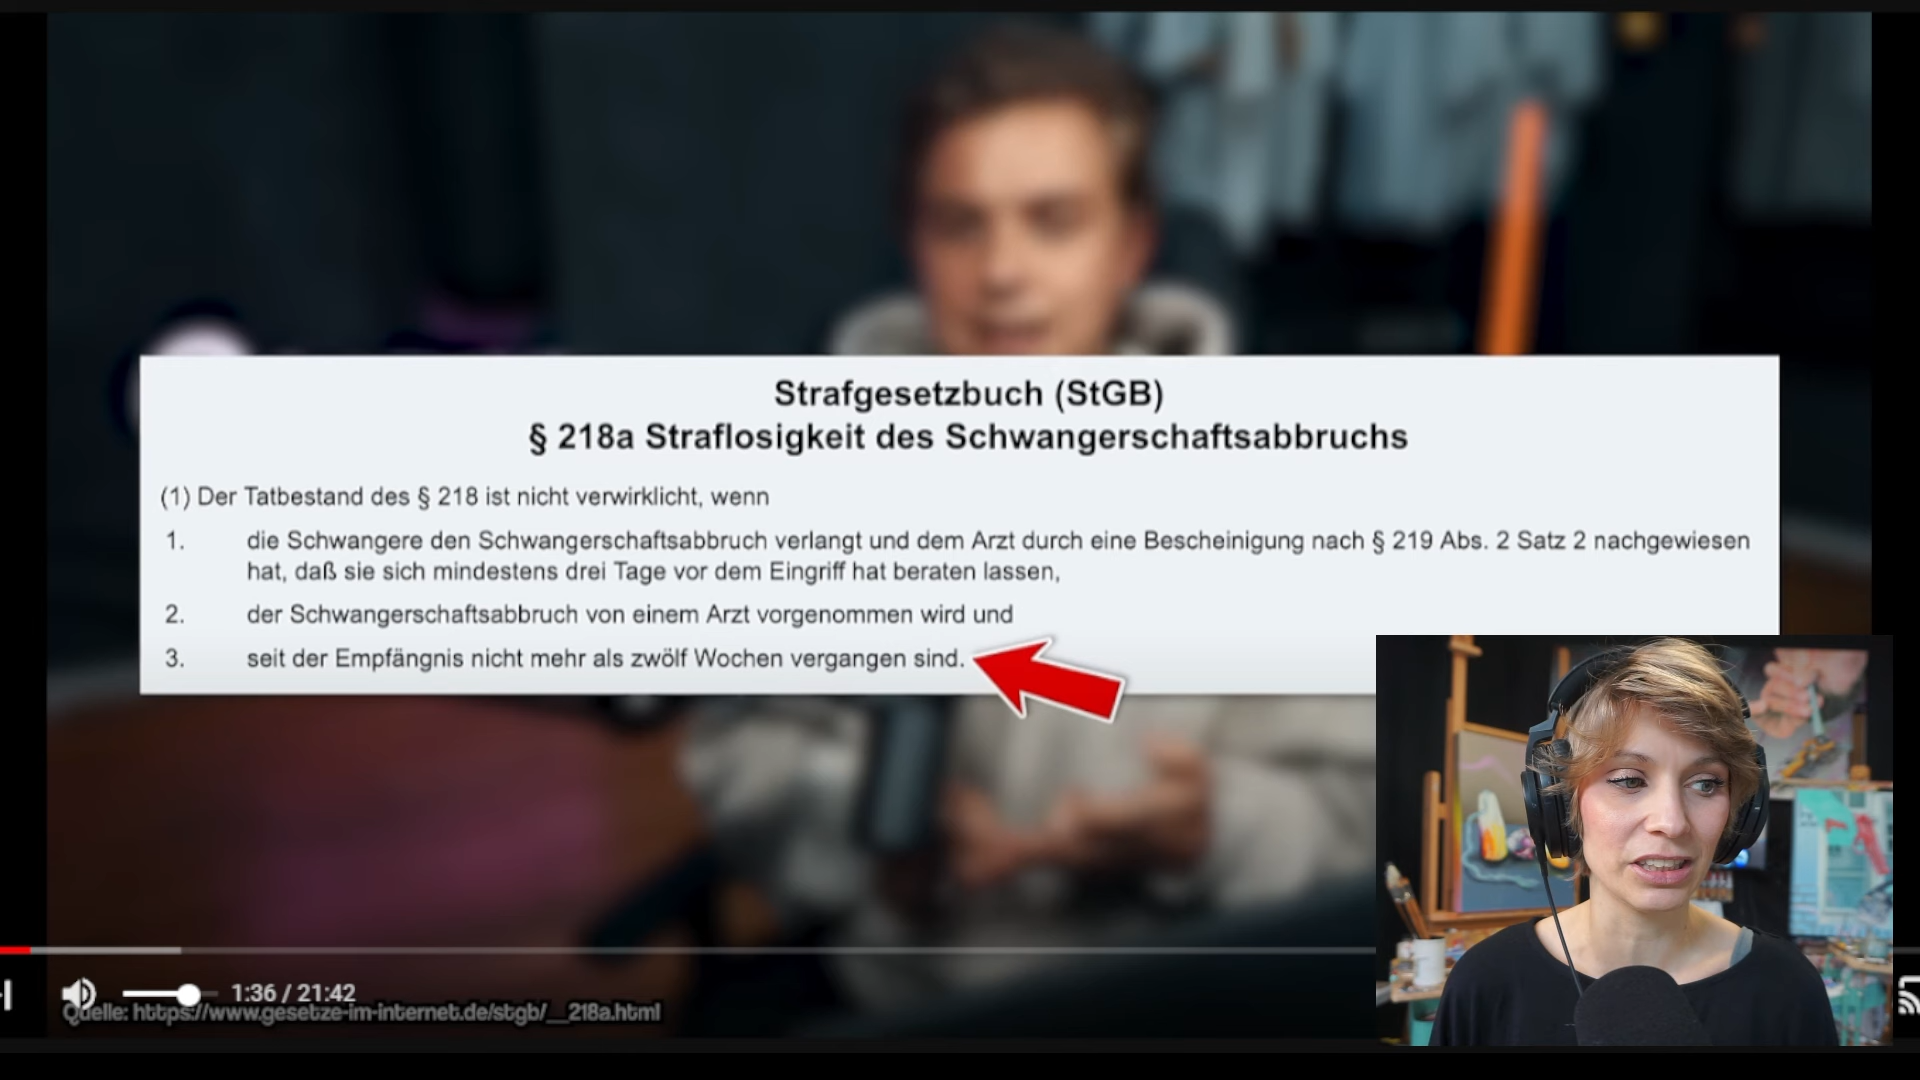 Strafgesetzbuch (StGB)
§ 218a Straflosigkeit des Schwangerschaftsabbruchs
(1) Der Tatbestand des § 218 ist nicht verwirklicht, wenn
1. die Schwangere den Schwangerschaftsabbruch verlangt und dem Arzt durch eine Bescheinigung nach § 219 Abs. 2 Satz 2 nachgewiesen
hat, daß sie sich mindestens drei Tage vor dem Eingriff hat beraten lassen,
2. der Schwangerschaftsabbruch von einem Arzt vorgenommen wird und
3. seit der Empfängnis nicht mehr als zwölf Wochen vergangen sind.
1:36 / 21:42
Quelle: https://www.gesetze-im-internet.de/stgb/__218a.html